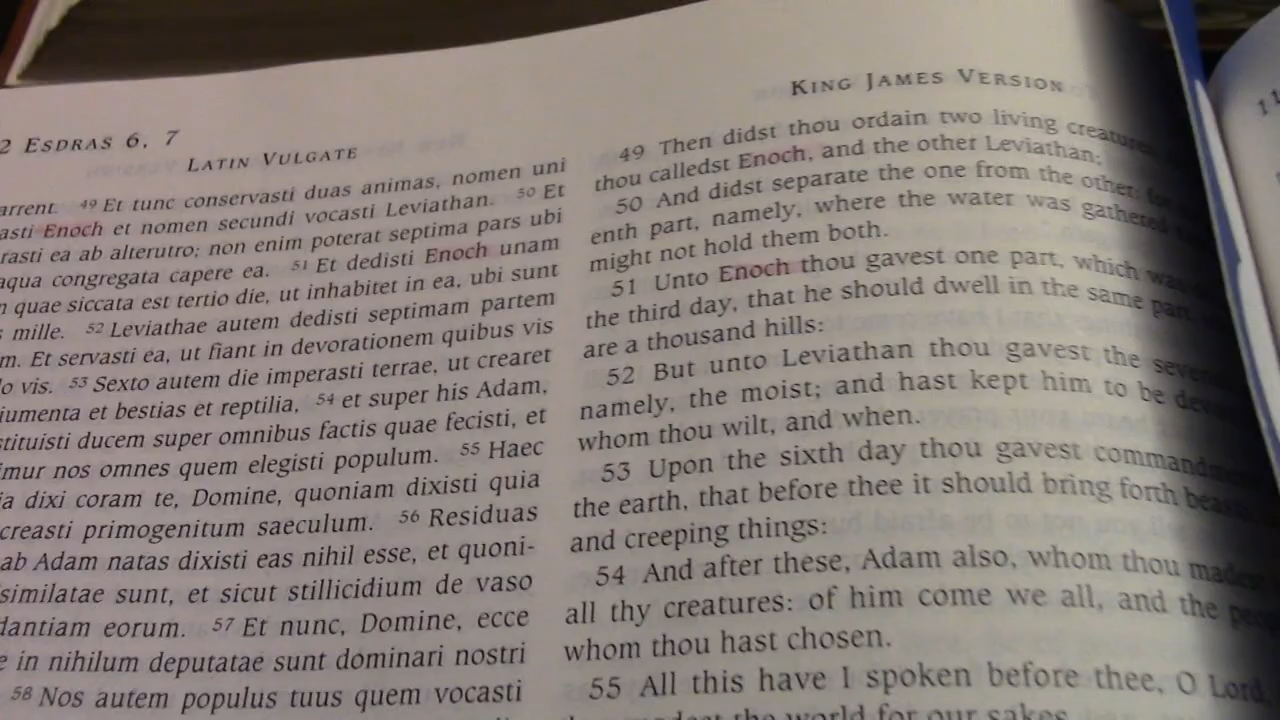 2 ESDRAS 6, 7
LATIN VULGATE
arrent. 49 Et tunc conservasti duas animas, nomen uni
asti Enoch et nomen secundi vocasti Leviathan. 50 Et
rasti ea ab alterutro; non enim poterat septima pars ubi
aqua congregata capere ea. 51 Et dedisti Enoch unam
n quae siccata est tertio die, ut inhabitet in ea, ubi sunt
s mille. 52 Leviathae autem dedisti septimam partem
m. Et servasti ea, ut fiant in devorationem quibus vis
lo vis. 53 Sexto autem die imperasti terrae, ut crearet
iumenta et bestias et reptilia, 54 et super his Adam,
stituisti ducem super omnibus factis quae fecisti, et
imur nos omnes quem elegisti populum. 55 Haec
ia dixi coram te, Domine, quoniam dixisti quia
creasti primogenitum saeculum. 56 Residuas
ab Adam natas dixisti eas nihil esse, et quoni-
similatae sunt, et sicut stillicidium de vaso
dantiam eorum. 57 Et nunc, Domine, ecce
e in nihilum deputatae sunt dominari nostri
58 Nos autem populus tuus quem vocasti
KING JAMES VERSION
49 Then didst thou ordain two living creatures,
thou calledst Enoch, and the other Leviathan;
50 And didst separate the one from the other: for
enth part, namely, where the water was gathered
might not hold them both.
51 Unto Enoch thou gavest one part, which was
the third day, that he should dwell in the same part,
are a thousand hills:
52 But unto Leviathan thou gavest the seve
namely, the moist; and hast kept him to be dev
whom thou wilt, and when.
53 Upon the sixth day thou gavest commandm
the earth, that before thee it should bring forth beas
and creeping things:
54 And after these, Adam also, whom thou made
all thy creatures: of him come we all, and the peop
whom thou hast chosen.
55 All this have I spoken before thee, O Lord,
the world for our sakes
11